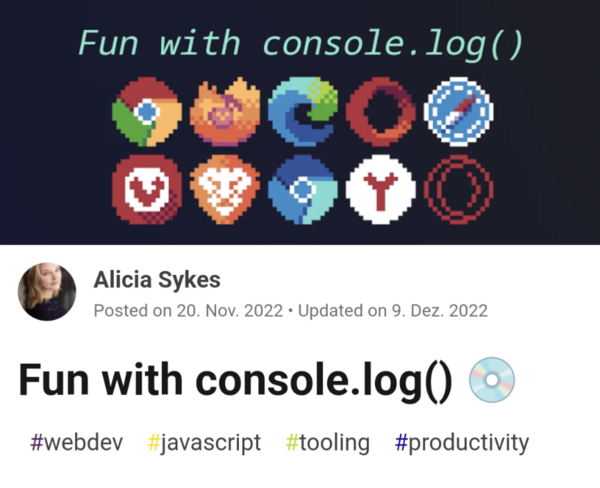 Fun with console.log()
Alicia Sykes
Posted on 20. Nov. 2022 • Updated on 9. Dez. 2022
Fun with console.log() 💿
#webdev #javascript #tooling #productivity